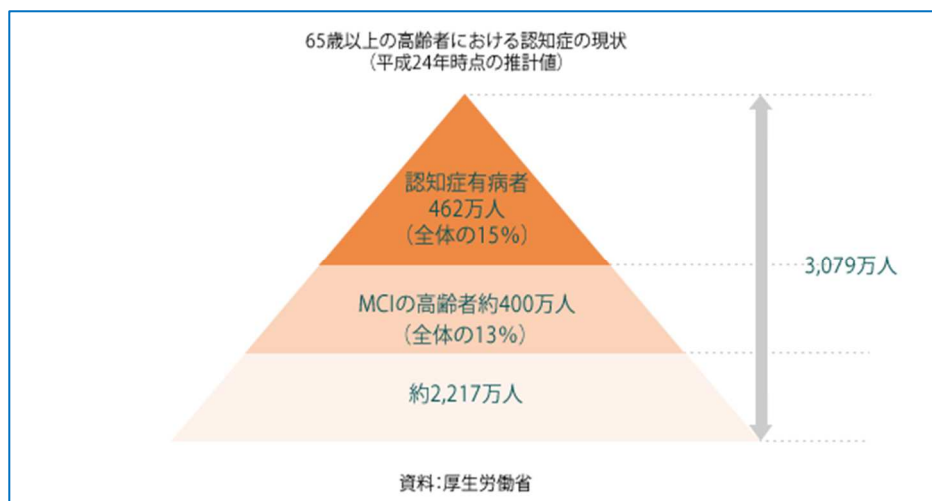 65歳以上の高齢者における認知症の現状
（平成24年時点の推計値）
認知症有病者
462万人
（全体の15%）
3,079万人
MCIの高齢者約400万人
（全体の13%）
約2,217万人
資料：厚生労働省